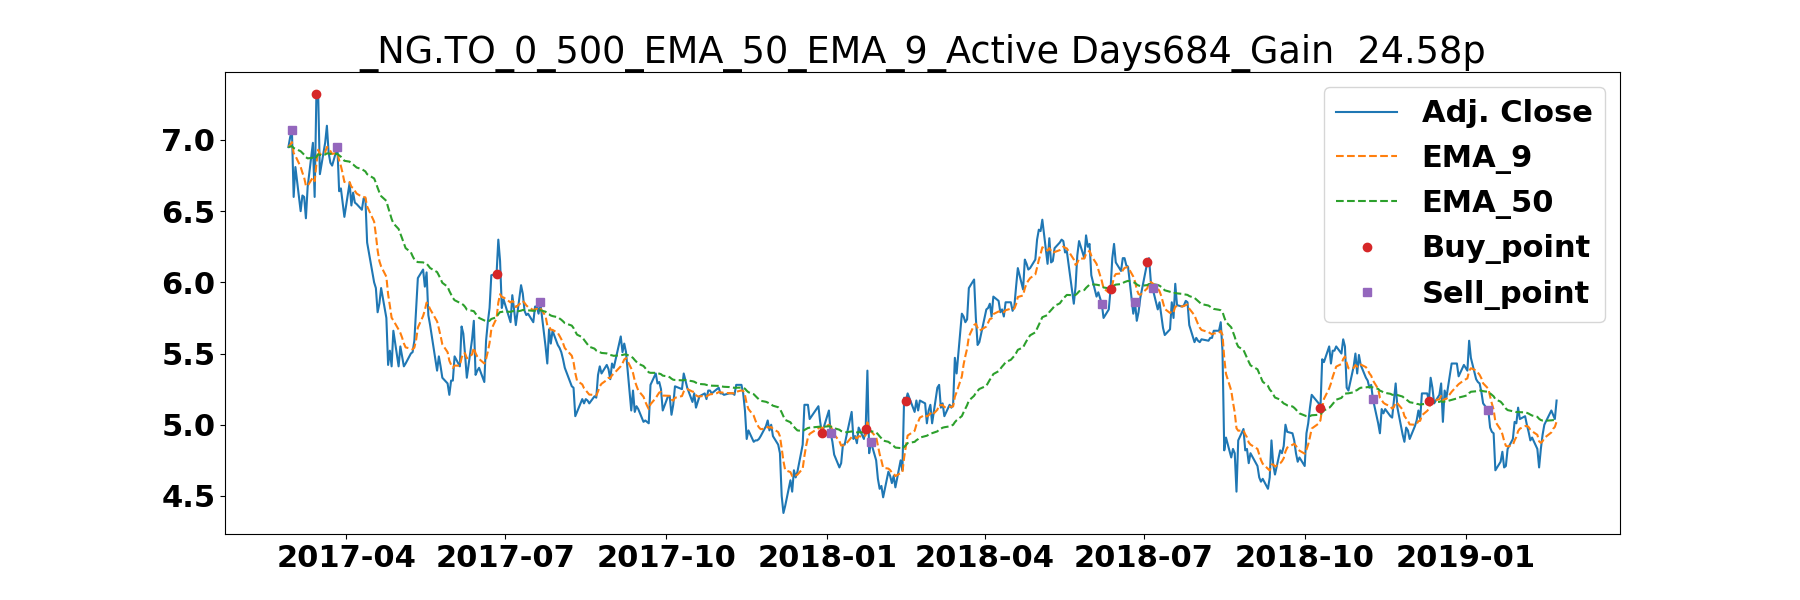 _NG.TO_0_500_EMA_50_EMA_9_Active Days684_Gain  24.58p
Adj. Close
EMA_9
EMA_50
Buy_point
Sell_point
7.0
6.5
6.0
5.5
5.0
4.5
2017-04 2017-07 2017-10 2018-01 2018-04 2018-07 2018-10 2019-01